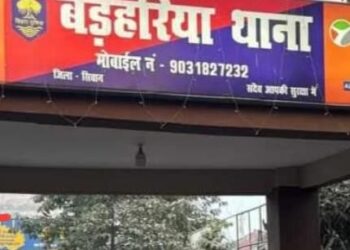 बड़हरिया थाना
मोबाईल नं - 9031827232
जिला - सिवान
सदैव आपकी सुरक्षा में